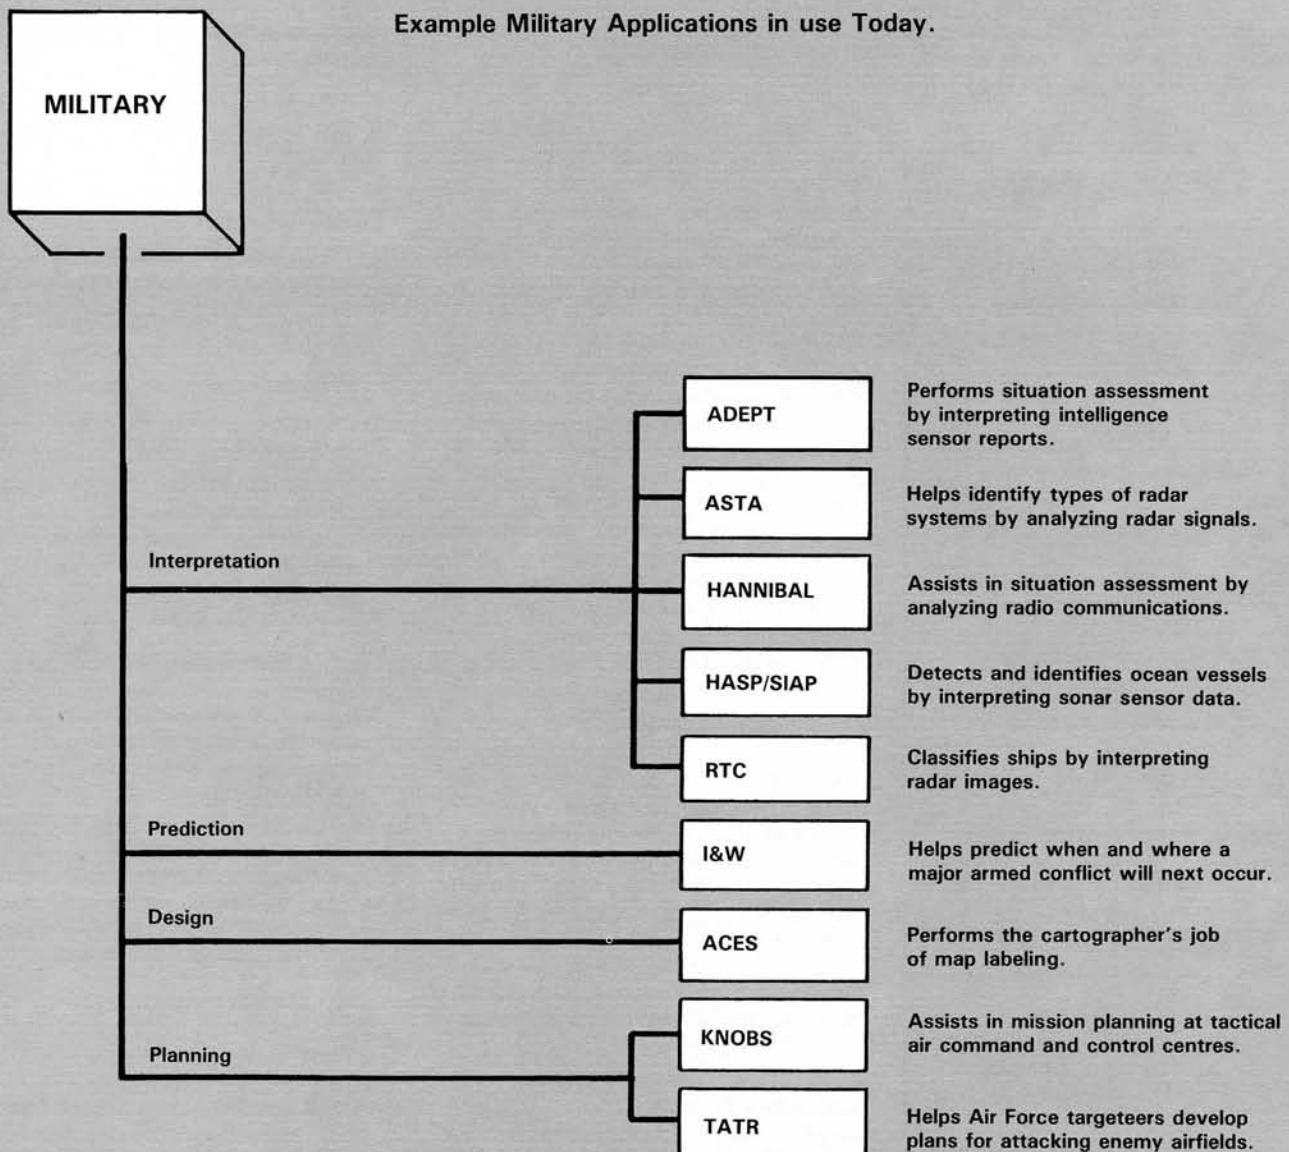 Example Military Applications in use Today.
MILITARY
Interpretation
ADEPT
Performs situation assessment
by interpreting intelligence
sensor reports.
ASTA
Helps identify types of radar
systems by analyzing radar signals.
HANNIBAL
Assists in situation assessment by
analyzing radio communications.
HASP/SIAP
Detects and identifies ocean vessels
by interpreting sonar sensor data.
RTC
Classifies ships by interpreting
radar images.
Prediction
I&W
Helps predict when and where a
major armed conflict will next occur.
Design
ACES
Performs the cartographer's job
of map labeling.
Planning
KNOBS
Assists in mission planning at tactical
air command and control centres.
TATR
Helps Air Force targeteers develop
plans for attacking enemy airfields.